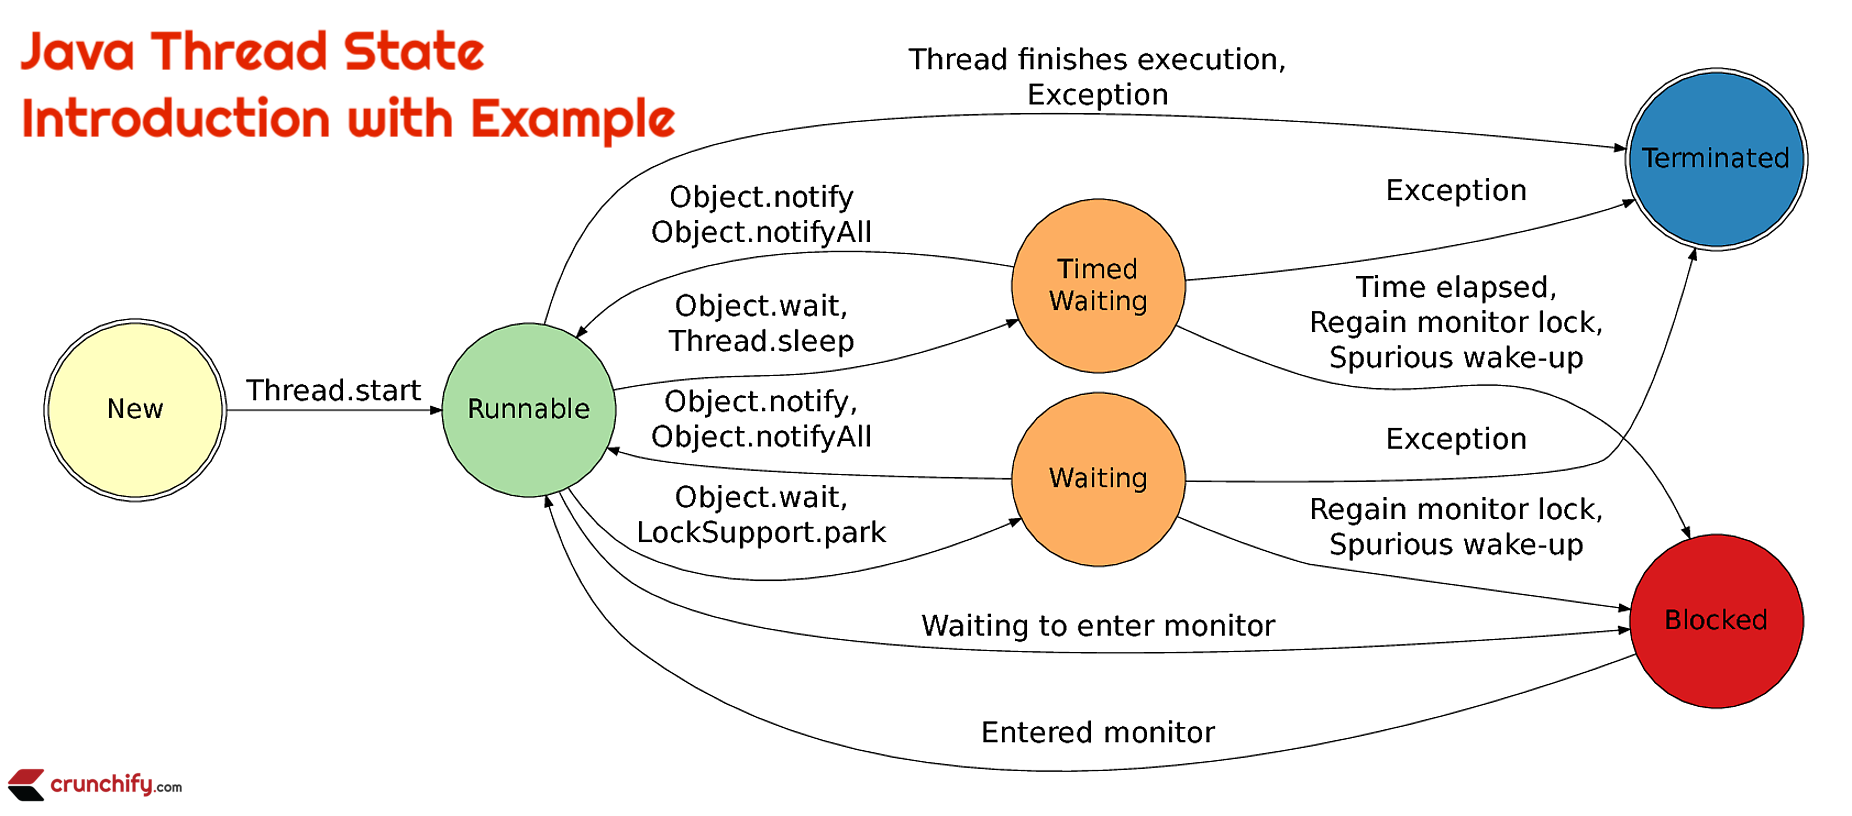 Java Thread State
Introduction with Example
Thread finishes execution,
Exception
Terminated
Exception
Object.notify
Object.notifyAll
Timed
Waiting
Time elapsed,
Regain monitor lock,
Spurious wake-up
Object.wait,
Thread.sleep
New
Thread.start
Runnable
Object.notify,
Object.notifyAll
Waiting
Exception
Object.wait,
LockSupport.park
Regain monitor lock,
Spurious wake-up
Waiting to enter monitor
Blocked
Entered monitor
crunchify.com